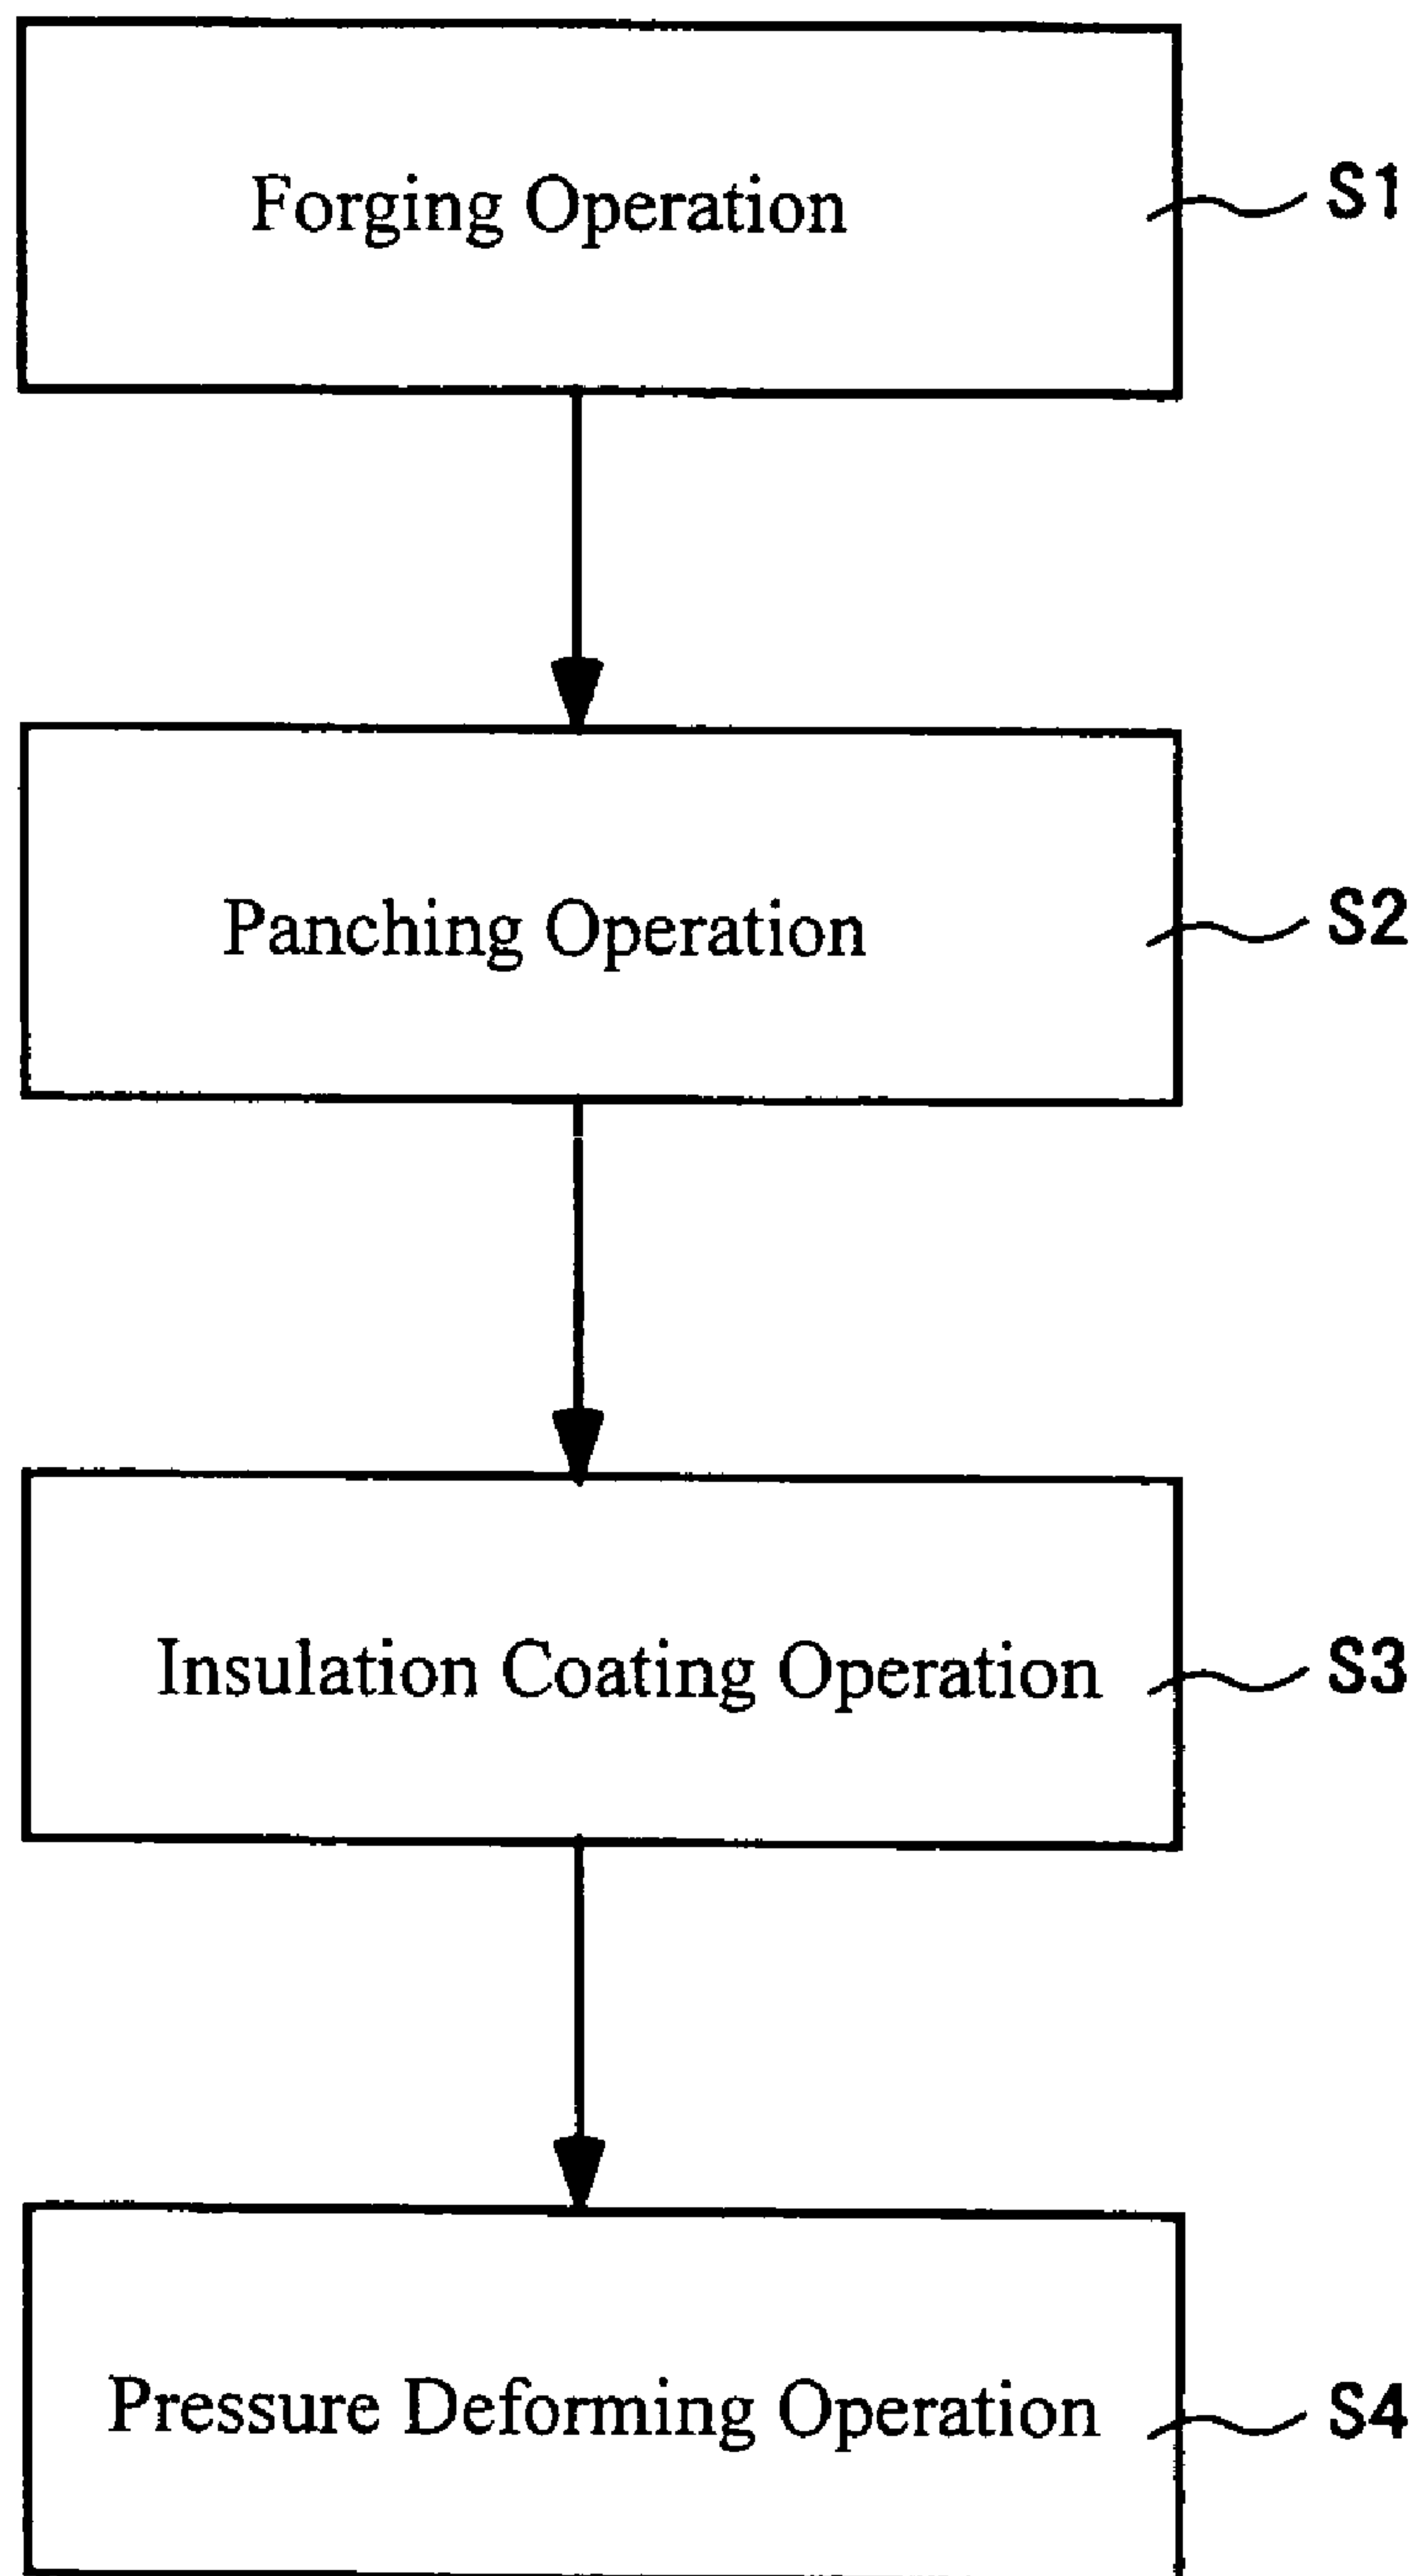 Forging Operation
S1
Panching Operation
S2
Insulation Coating Operation
S3
Pressure Deforming Operation
S4